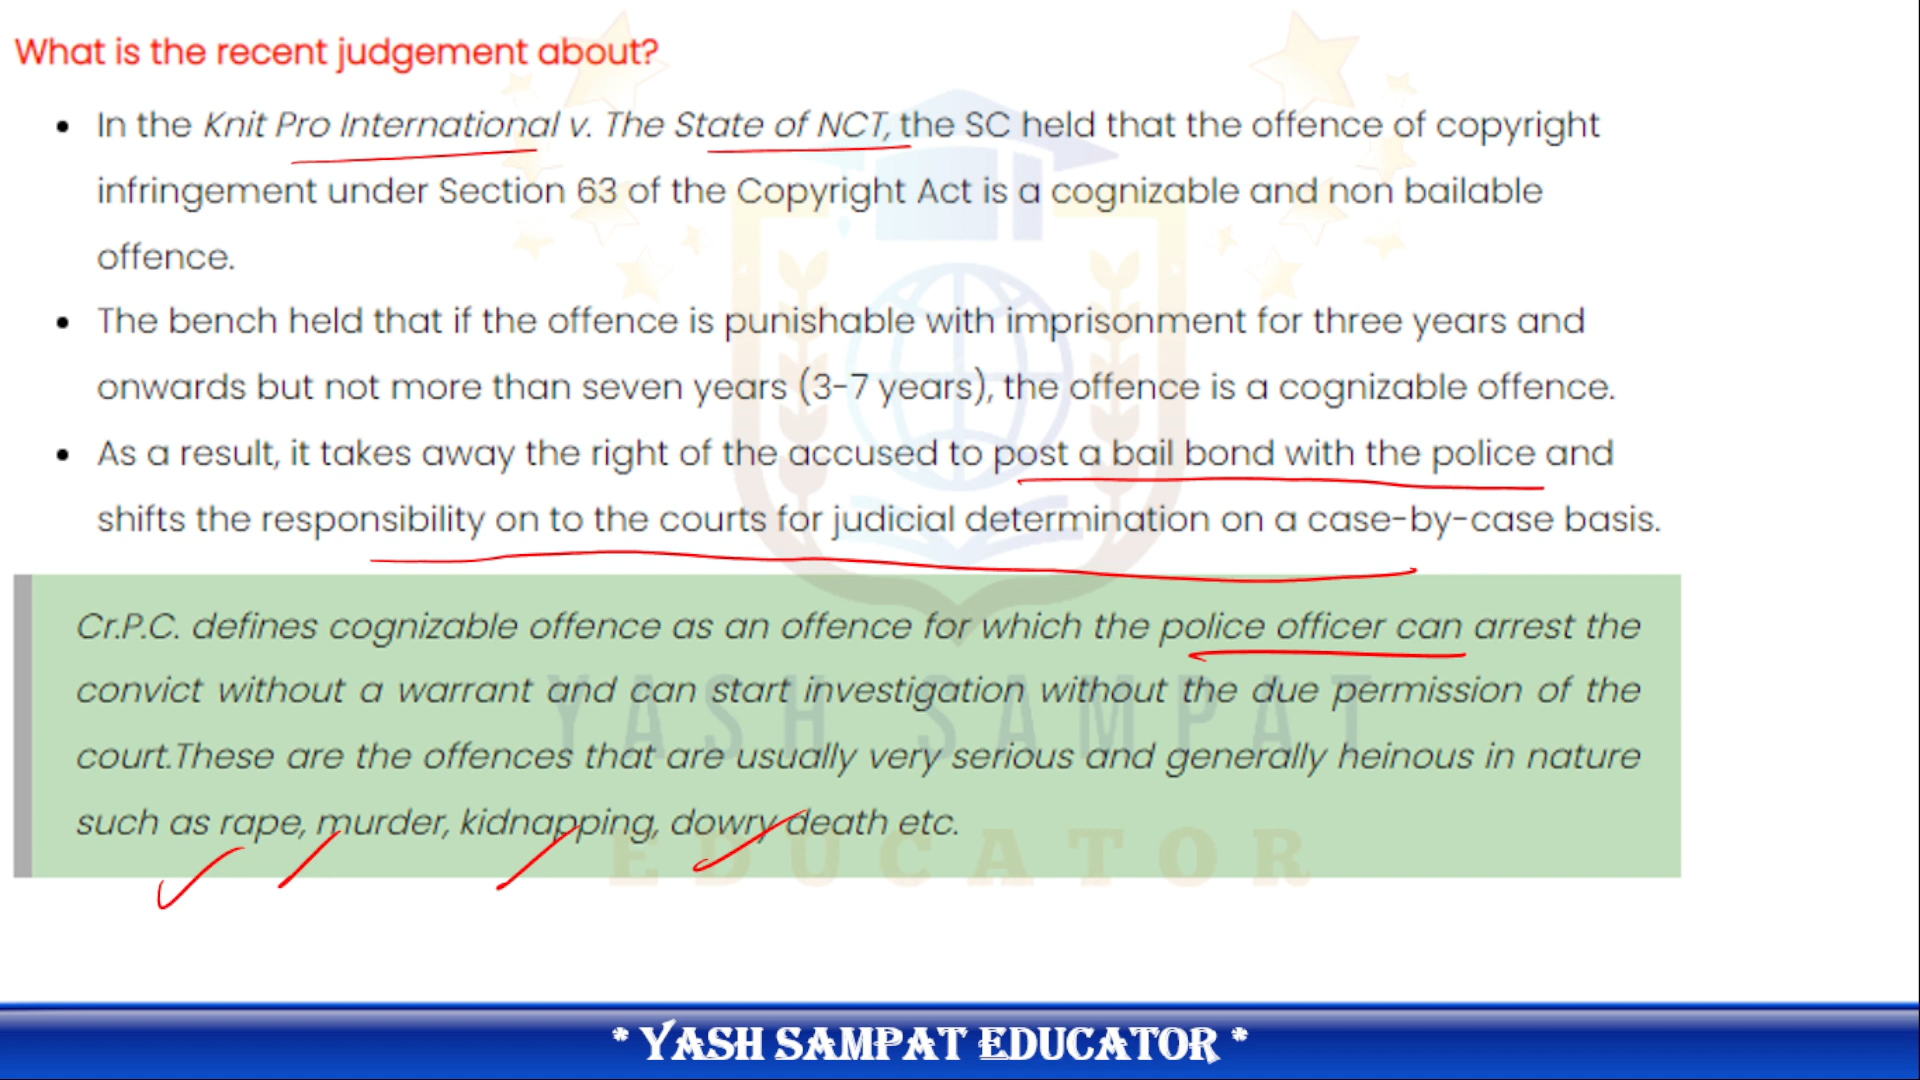 What is the recent judgement about?
• In the Knit Pro International v. The State of NCT, the SC held that the offence of copyright
infringement under Section 63 of the Copyright Act is a cognizable and non bailable
offence.
• The bench held that if the offence is punishable with imprisonment for three years and
onwards but not more than seven years (3-7 years), the offence is a cognizable offence.
• As a result, it takes away the right of the accused to post a bail bond with the police and
shifts the responsibility on to the courts for judicial determination on a case-by-case basis.
Cr.P.C. defines cognizable offence as an offence for which the police officer can arrest the
convict without a warrant and can start investigation without the due permission of the
court.These are the offences that are usually very serious and generally heinous in nature
such as rape, murder, kidnapping, dowry death etc.
YASH SAMPAT
EDUCATOR
* YASH SAMPAT EDUCATOR *